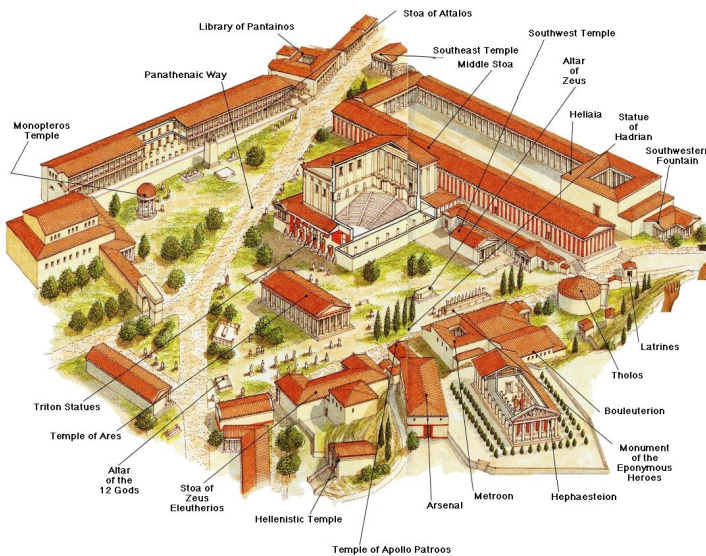 Stoa of Attalos
Library of Pantainos
Southwest Temple
Southeast Temple
Middle Stoa
Altar
of
Zeus
Panathenaic Way
Heliaia
Statue
of
Hadrian
Monopteros
Temple
Southwestern
Fountain
Latrines
Tholos
Triton Statues
Bouleuterion
Temple of Ares
Monument
of the
Eponymous
Heroes
Altar
of the
12 Gods
Stoa of
Zeus
Eleutherios
Hephaesteion
Metroon
Arsenal
Hellenistic Temple
Temple of Apollo Patroos